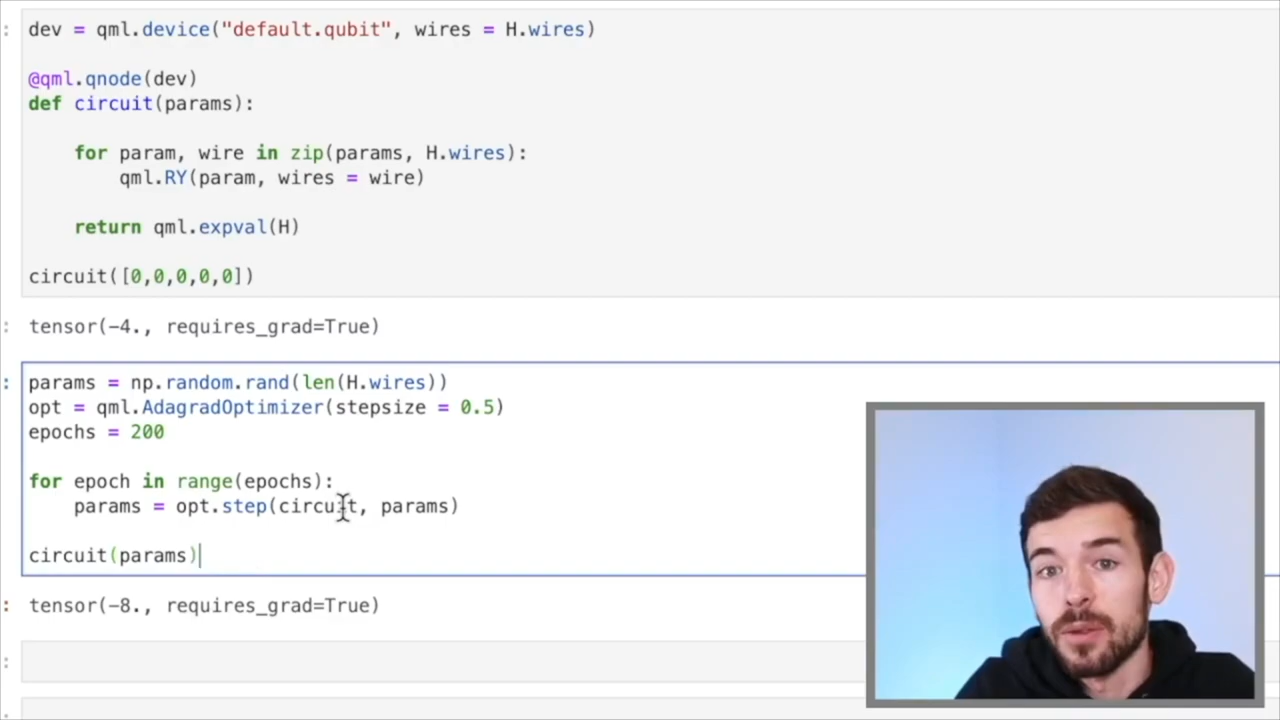 dev = qml.device("default.qubit", wires = H.wires)
@qml.qnode(dev)
def circuit(params):
for param, wire in zip(params, H.wires):
qml.RY(param, wires = wire)
return qml.expval(H)
circuit([0,0,0,0,0])
tensor(-4., requires_grad=True)
params = np.random.rand(len(H.wires))
opt = qml.AdagradOptimizer(stepsize = 0.5)
epochs = 200
for epoch in range(epochs):
params = opt.step(circuit, params)
circuit(params)
tensor(-8., requires_grad=True)